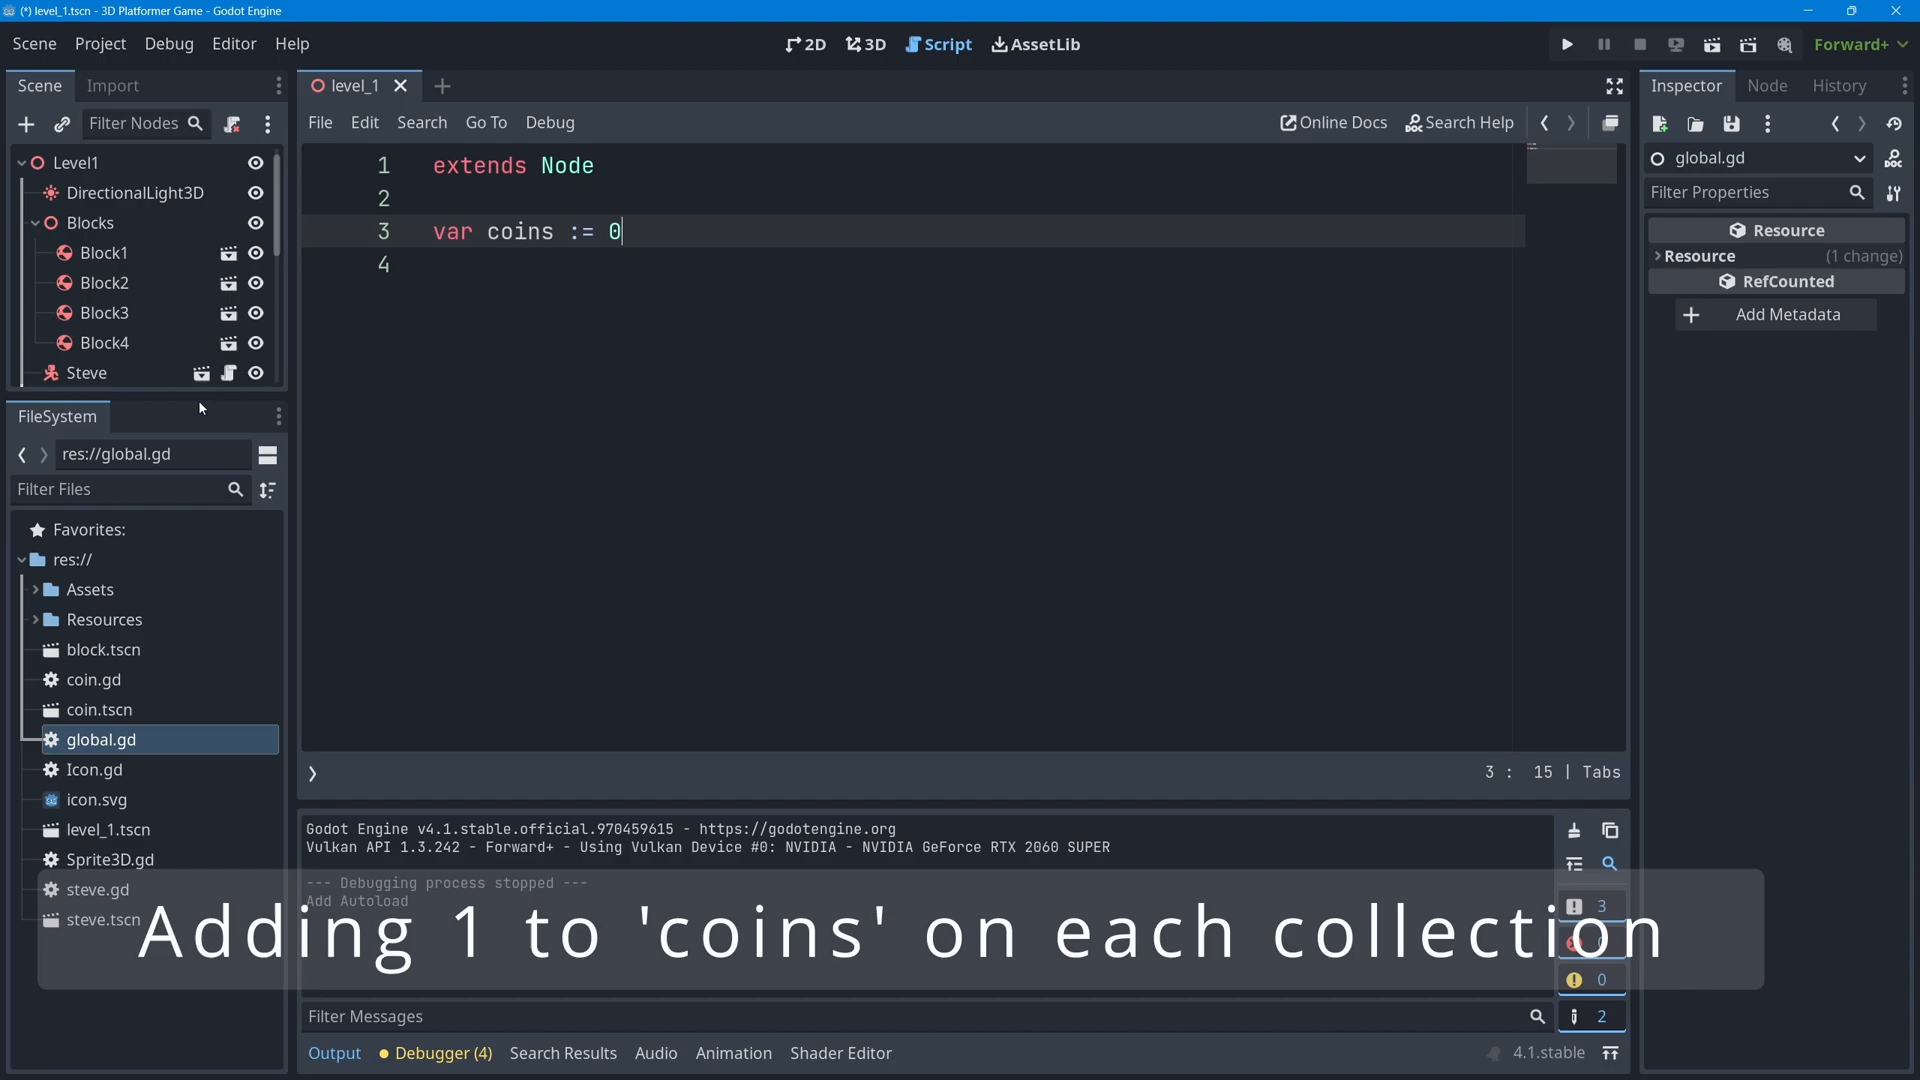 (*) level_1.tscn - 3D Platformer Game - Godot Engine
Scene Project Debug Editor Help
2D 3D Script AssetLib
Forward+
Scene Import
level_1
Inspector Node History
Filter Nodes
File Edit Search Go To Debug
Online Docs Search Help
global.gd
Filter Properties
Level1
DirectionalLight3D
Blocks
Block1
Block2
Block3
Block4
Steve
1 extends Node
2
3 var coins := 0
4
Resource
Resource (1 change)
RefCounted
Add Metadata
FileSystem
res://global.gd
Filter Files
Favorites:
res://
Assets
Resources
block.tscn
coin.gd
coin.tscn
global.gd
Icon.gd
icon.svg
level_1.tscn
Sprite3D.gd
steve.gd
steve.tscn
3 : 15 | Tabs
Godot Engine v4.1.stable.official.970459615 - https://godotengine.org
Vulkan API 1.3.242 - Forward+ - Using Vulkan Device #0: NVIDIA - NVIDIA GeForce RTX 2060 SUPER
--- Debugging process stopped ---
Add Autoload
3
0
2
Adding 1 to 'coins' on each collection
Filter Messages
Output Debugger (4) Search Results Audio Animation Shader Editor
4.1.stable